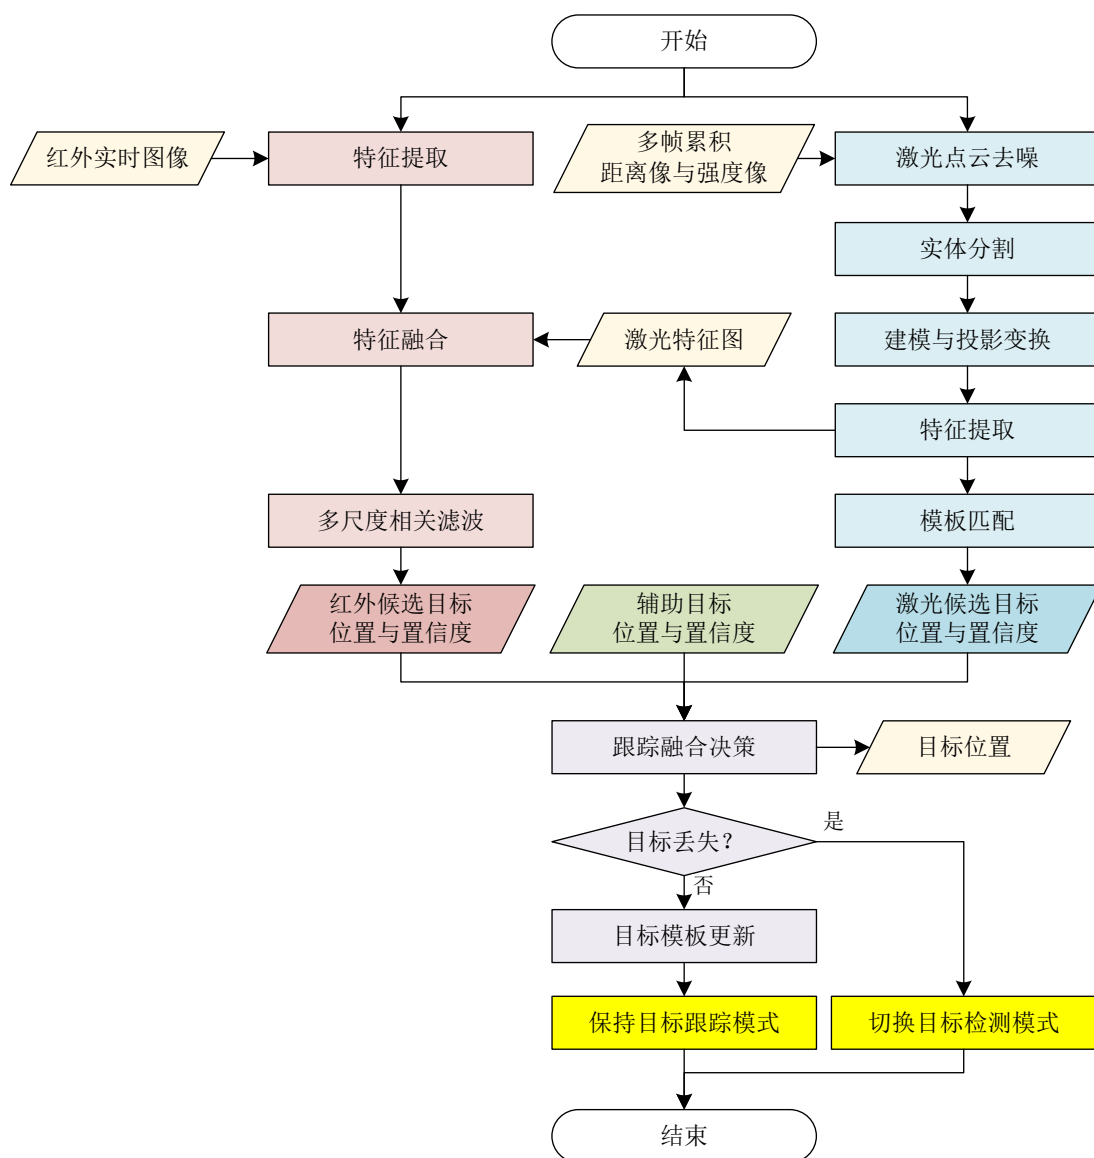 开始
红外实时图像
特征提取
多帧累积
距离像与强度像
激光点云去噪
实体分割
特征融合
激光特征图
建模与投影变换
特征提取
多尺度相关滤波
模板匹配
红外候选目标
位置与置信度
辅助目标
位置与置信度
激光候选目标
位置与置信度
跟踪融合决策
目标位置
目标丢失？
是
否
目标模板更新
保持目标跟踪模式
切换目标检测模式
结束